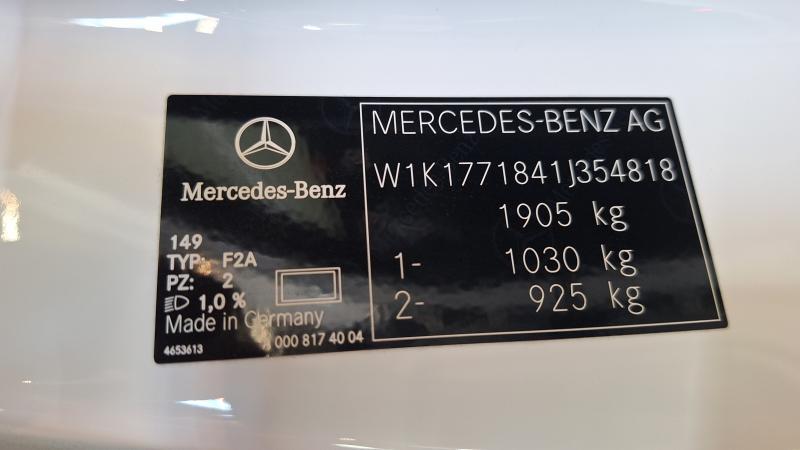 Mercedes-Benz
149
TYP: F2A
PZ: 2
1,0 %
Made in Germany
4653613
000 817 40 04
MERCEDES-BENZ AG
W1K1771841J354818
1905 kg
1- 1030 kg
2- 925 kg